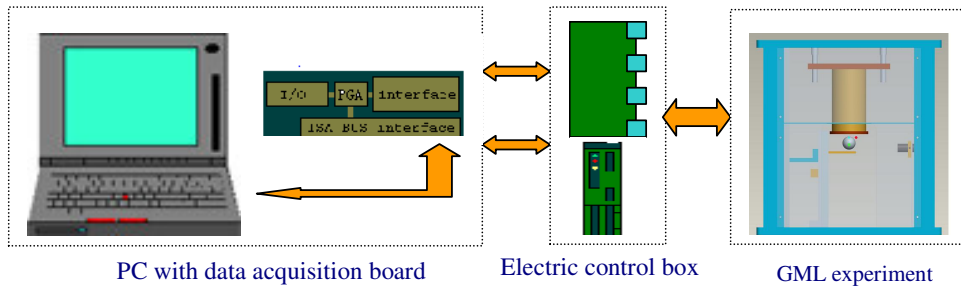 I/O
PGA
interface
ISA BUS interface
PC with data acquisition board
Electric control box
GML experiment